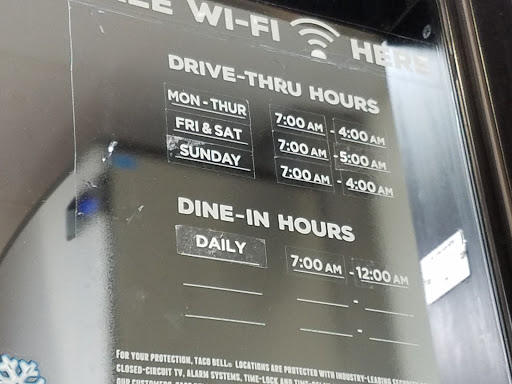 WI-FI HERE
DRIVE-THRU HOURS
MON - THUR 7:00 AM - 4:00 AM
FRI & SAT 7:00 AM - 5:00 AM
SUNDAY 7:00 AM - 4:00 AM
DINE-IN HOURS
DAILY 7:00 AM - 12:00 AM
FOR YOUR PROTECTION, TACO BELL® LOCATIONS ARE PROTECTED WITH INDUSTRY-LEADING
CLOSED-CIRCUIT TV, ALARM SYSTEMS, TIME-LOCK AND
OUR CUSTOMERS